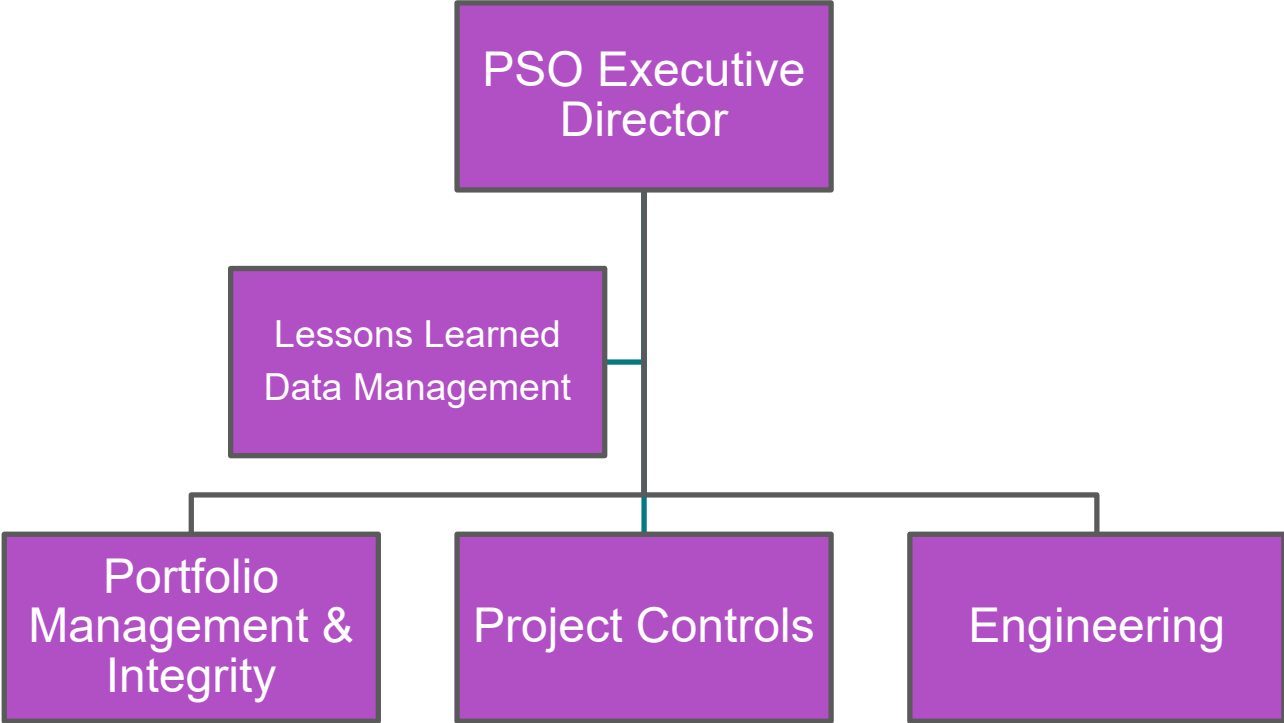 PSO Executive
Director
Lessons Learned
Data Management
Portfolio
Management &
Integrity
Project Controls
Engineering